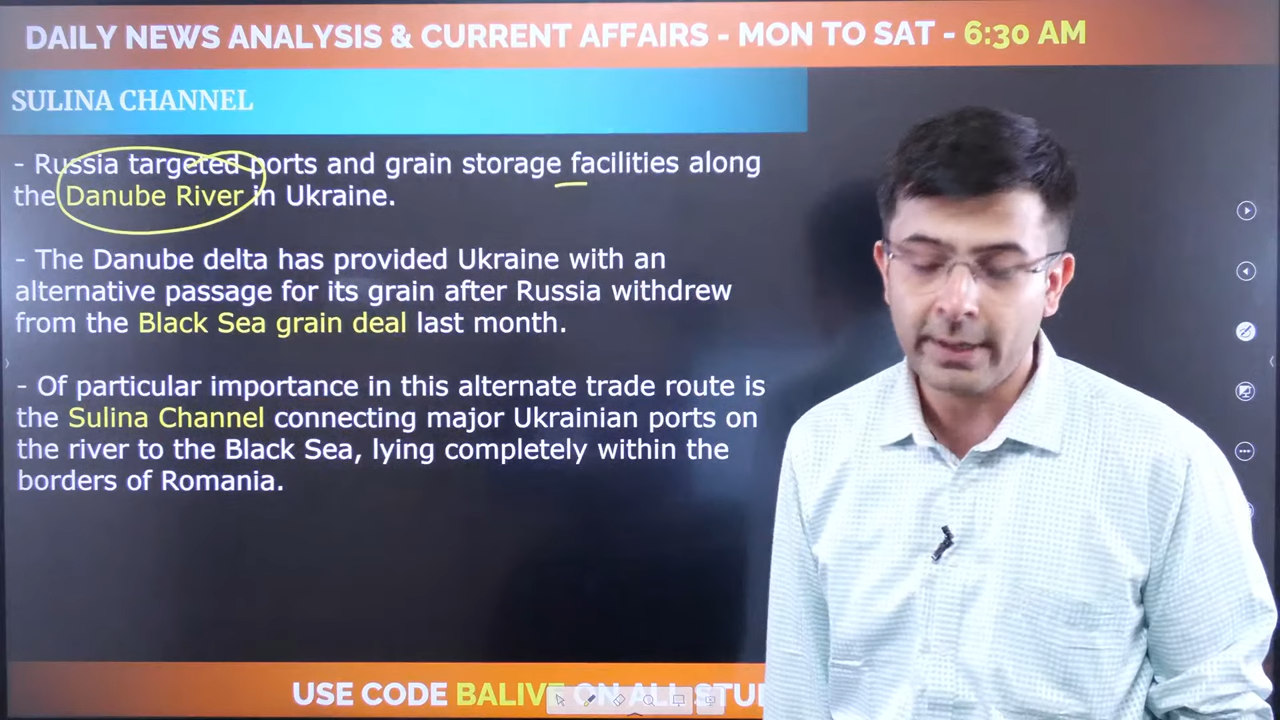 DAILY NEWS ANALYSIS & CURRENT AFFAIRS - MON TO SAT - 6:30 AM
SULINA CHANNEL
- Russia targeted ports and grain storage facilities along
the Danube River in Ukraine.
- The Danube delta has provided Ukraine with an
alternative passage for its grain after Russia withdrew
from the Black Sea grain deal last month.
- Of particular importance in this alternate trade route is
the Sulina Channel connecting major Ukrainian ports on
the river to the Black Sea, lying completely within the
borders of Romania.
USE CODE BALIVE ON ALL